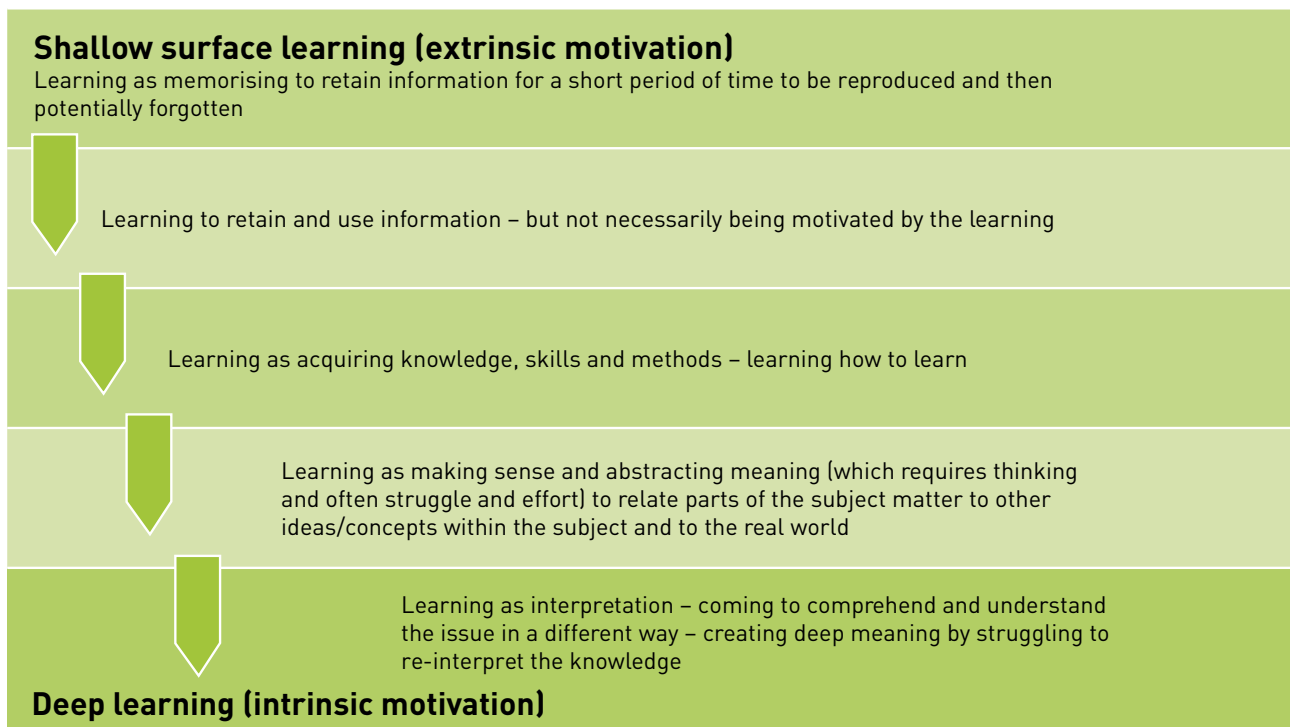 Shallow surface learning (extrinsic motivation)
Learning as memorising to retain information for a short period of time to be reproduced and then
potentially forgotten
Learning to retain and use information – but not necessarily being motivated by the learning
Learning as acquiring knowledge, skills and methods – learning how to learn
Learning as making sense and abstracting meaning (which requires thinking
and often struggle and effort) to relate parts of the subject matter to other
ideas/concepts within the subject and to the real world
Learning as interpretation – coming to comprehend and understand
the issue in a different way – creating deep meaning by struggling to
re-interpret the knowledge
Deep learning (intrinsic motivation)